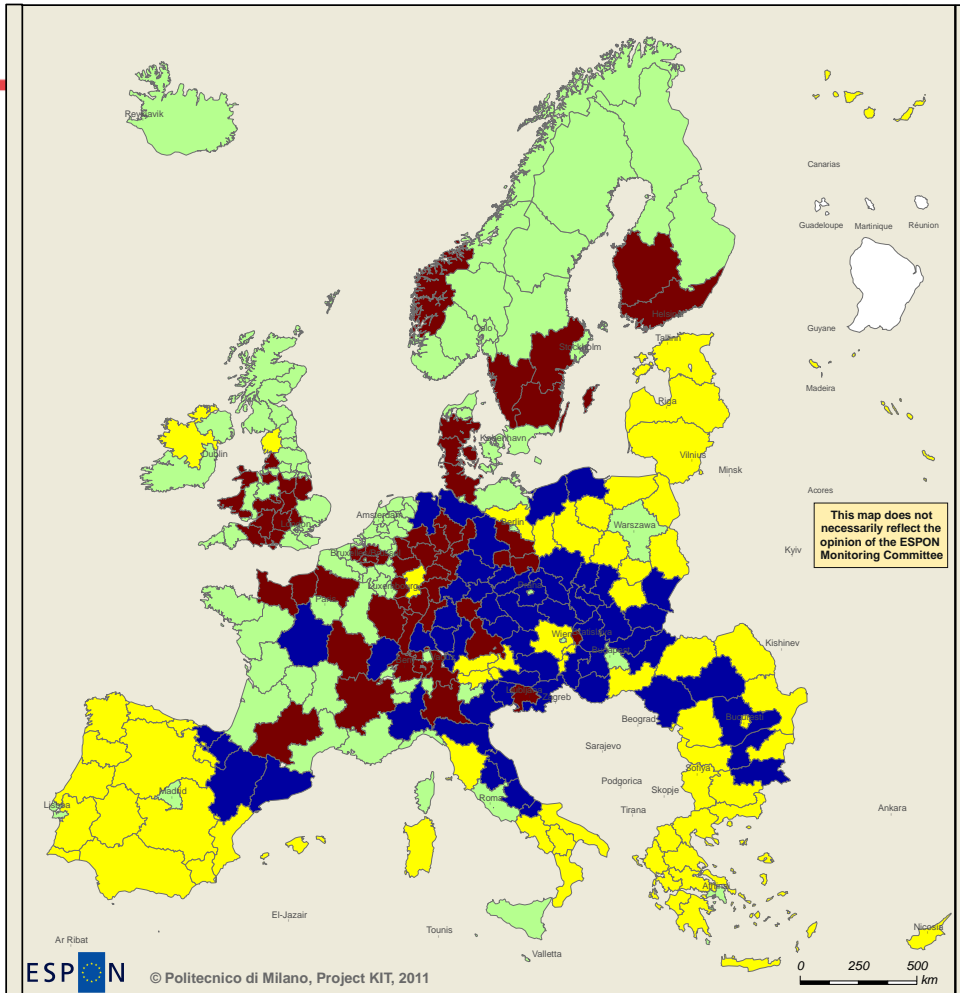 Reykjavik
Canarias
Guadeloupe
Martinique
Réunion
Oslo
Helsinki
Guyane
Stockholm
Tallinn
Madeira
Riga
København
Dublin
Vilnius
Minsk
Acores
London
Amsterdam
Berlin
Warszawa
This map does not
necessarily reflect the
opinion of the ESPON
Monitoring Committee
Kyiv
Luxembourg
Paris
Wien
Bratislava
Budapest
Kishinev
Ljubljana
Zagreb
Beograd
Bucuresti
Sarajevo
Sofiya
Podgorica
Skopje
Madrid
Lisboa
Roma
Tirana
Ankara
Athinai
El-Jazair
Tounis
Nicosia
Ar Ribat
Valletta
ESPON
© Politecnico di Milano, Project KIT, 2011
0 250 500
km